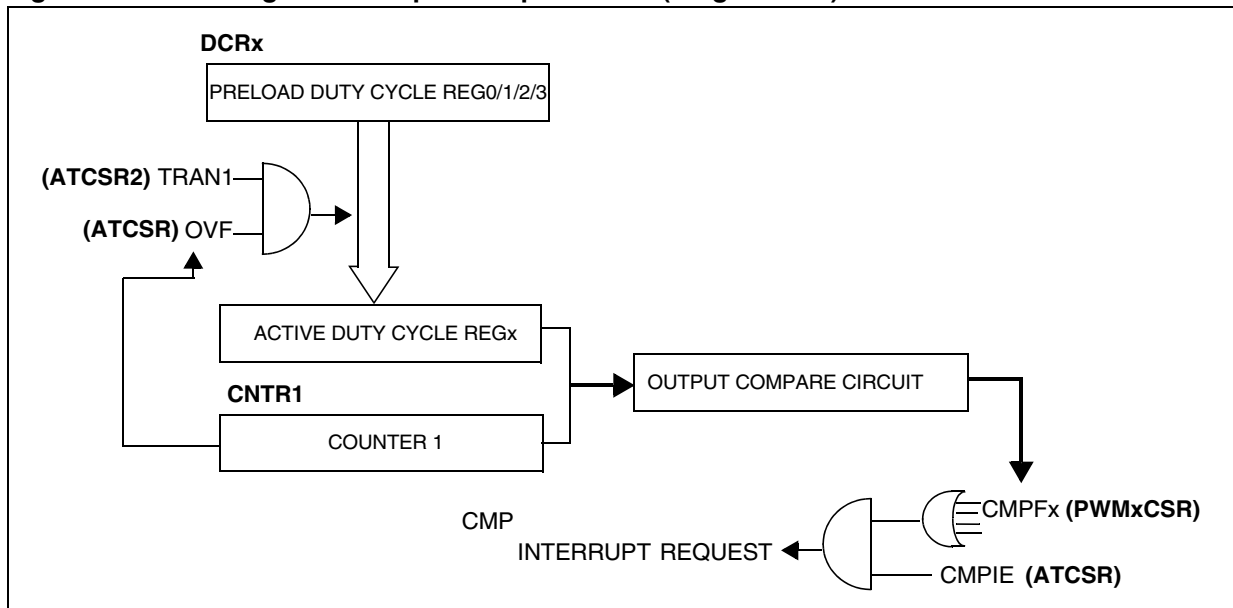 DCRx
PRELOAD DUTY CYCLE REG0/1/2/3
(ATCSR2) TRAN1
(ATCSR) OVF
ACTIVE DUTY CYCLE REGx
CNTR1
OUTPUT COMPARE CIRCUIT
COUNTER 1
CMPFx (PWMxCSR)
CMP
INTERRUPT REQUEST
CMPIE (ATCSR)